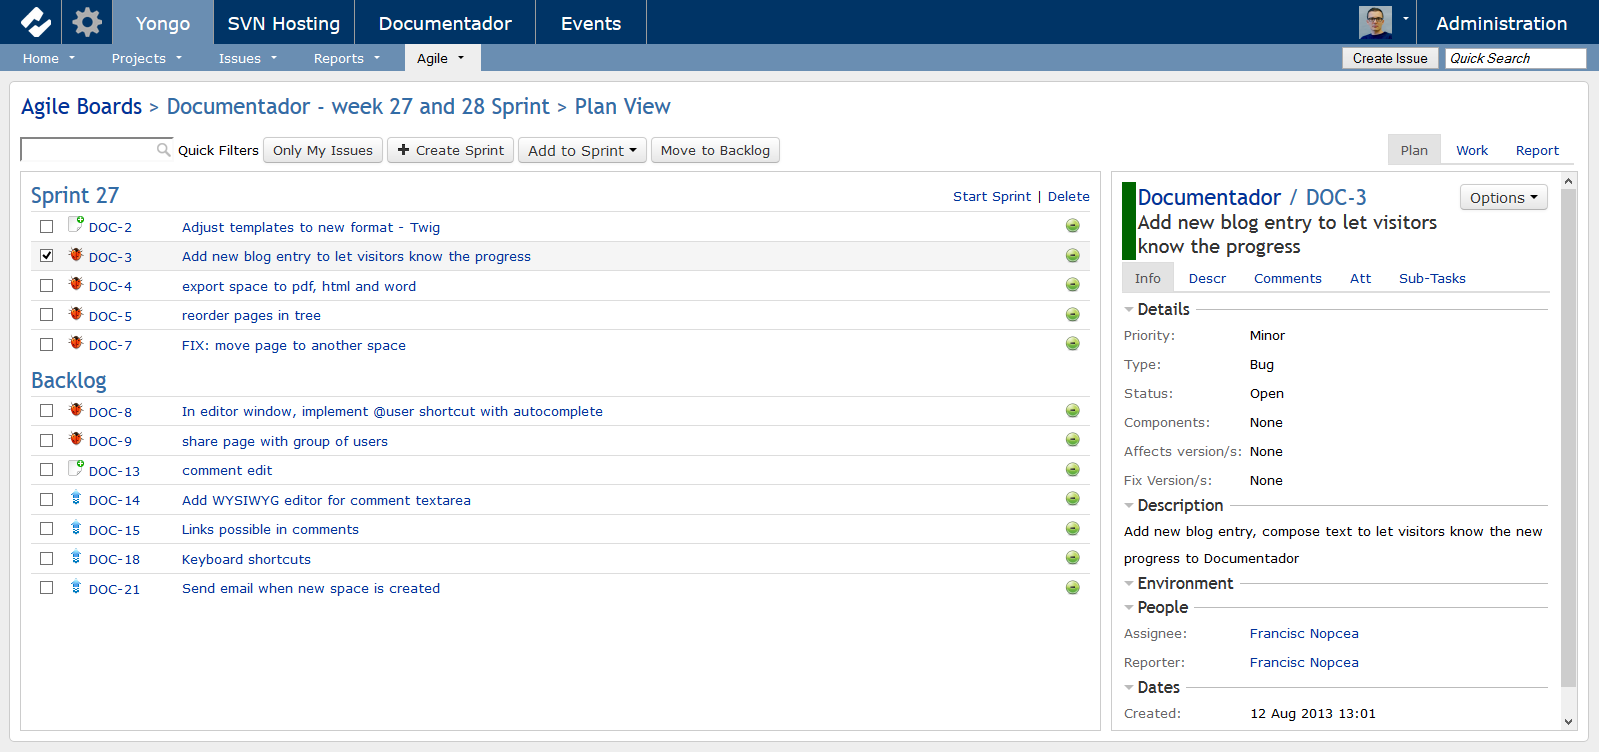 Yongo
SVN Hosting
Documentador
Events
Administration
Home
Projects
Issues
Reports
Agile
Create Issue
Quick Search
Agile Boards > Documentador - week 27 and 28 Sprint > Plan View
Quick Filters
Only My Issues
Create Sprint
Add to Sprint
Move to Backlog
Plan
Work
Report
Sprint 27
Start Sprint | Delete
DOC-2 Adjust templates to new format - Twig
DOC-3 Add new blog entry to let visitors know the progress
DOC-4 export space to pdf, html and word
DOC-5 reorder pages in tree
DOC-7 FIX: move page to another space
Backlog
DOC-8 In editor window, implement @user shortcut with autocomplete
DOC-9 share page with group of users
DOC-13 comment edit
DOC-14 Add WYSIWYG editor for comment textarea
DOC-15 Links possible in comments
DOC-18 Keyboard shortcuts
DOC-21 Send email when new space is created
Documentador / DOC-3
Options
Add new blog entry to let visitors
know the progress
Info
Descr
Comments
Att
Sub-Tasks
Details
Priority: Minor
Type: Bug
Status: Open
Components: None
Affects version/s: None
Fix Version/s: None
Description
Add new blog entry, compose text to let visitors know the new
progress to Documentador
Environment
People
Assignee: Francisc Nopcea
Reporter: Francisc Nopcea
Dates
Created: 12 Aug 2013 13:01